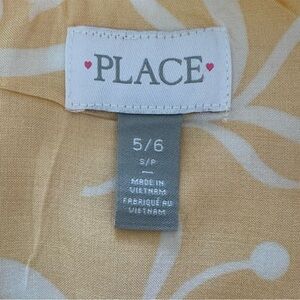 PLACE
5/6
S/P
MADE IN
VIETNAM
FABRIQUÉ AU
VIETNAM